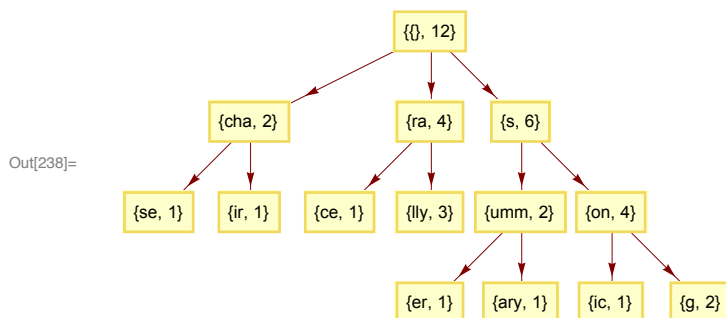 {{}, 12}
{cha, 2} {ra, 4} {s, 6}
Out[238]=
{se, 1} {ir, 1} {ce, 1} {lly, 3} {umm, 2} {on, 4}
{er, 1} {ary, 1} {ic, 1} {g, 2}